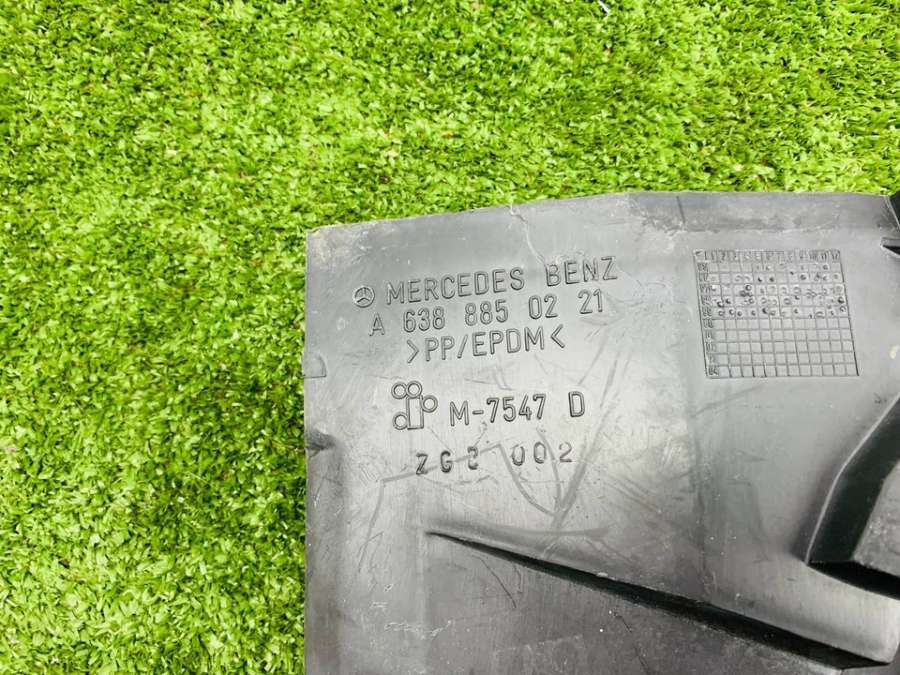 MERCEDES BENZ
A 638 885 02 21
>PP/EPDM<
M-7547 D
ZG2 002